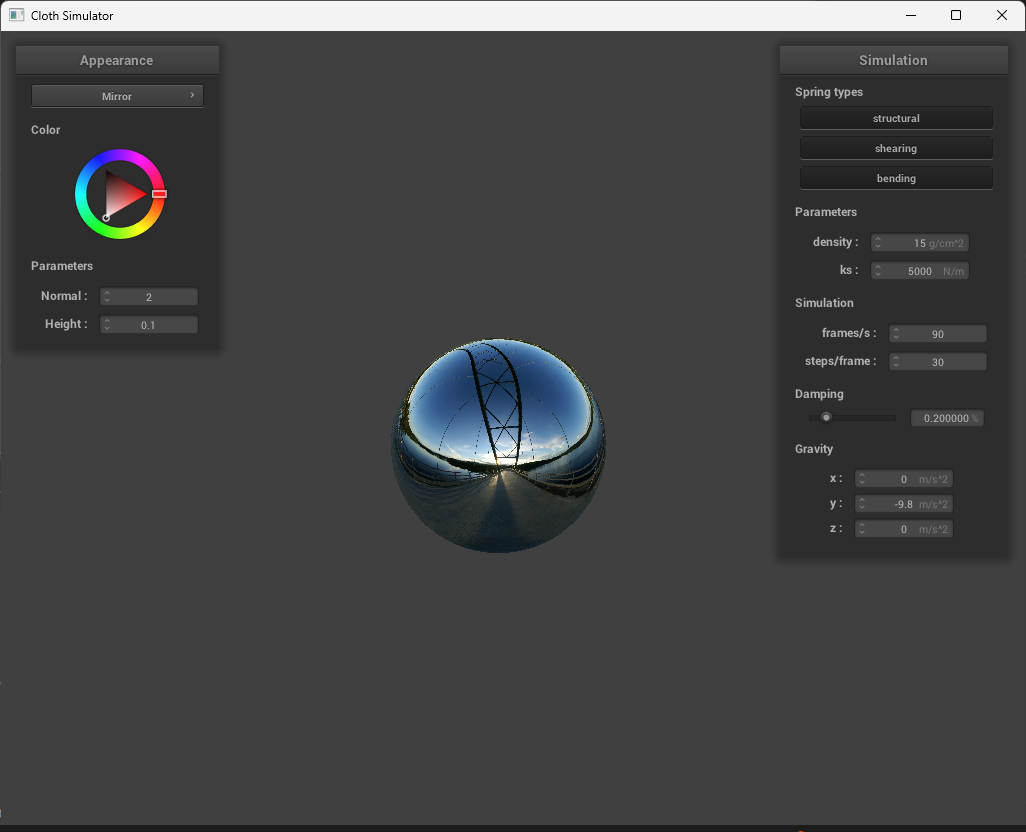 Cloth Simulator
Appearance
Mirror
Color
Parameters
Normal : 2
Height : 0.1
Simulation
Spring types
structural
shearing
bending
Parameters
density : 15 g/cm^2
ks : 5000 N/m
Simulation
frames/s : 90
steps/frame : 30
Damping
0.200000 %
Gravity
x : 0 m/s^2
y : -9.8 m/s^2
z : 0 m/s^2